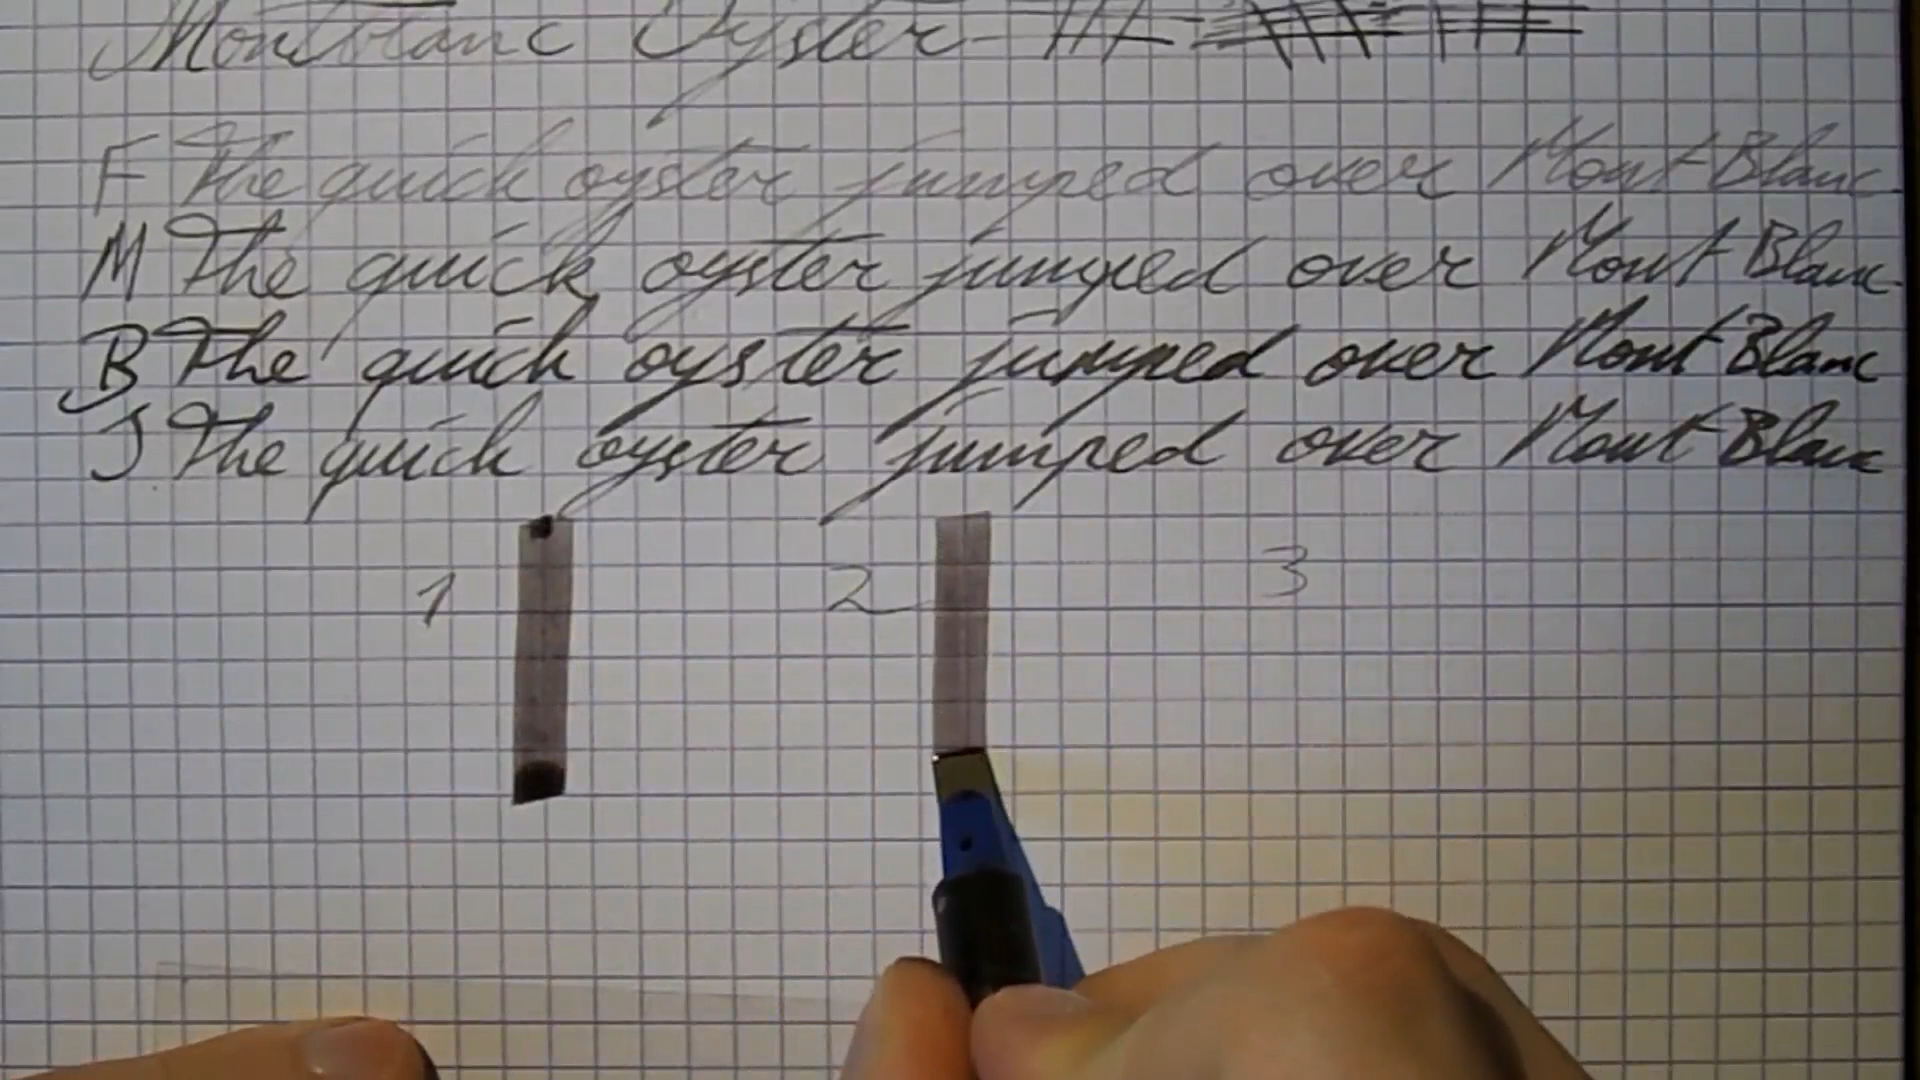 Montblanc Oyster
F The quick oyster jumped over Mont Blanc.
M The quick oyster jumped over Mont Blanc.
B The quick oyster jumped over Mont Blanc
J The quick oyster jumped over Mont Blanc
1 2 3